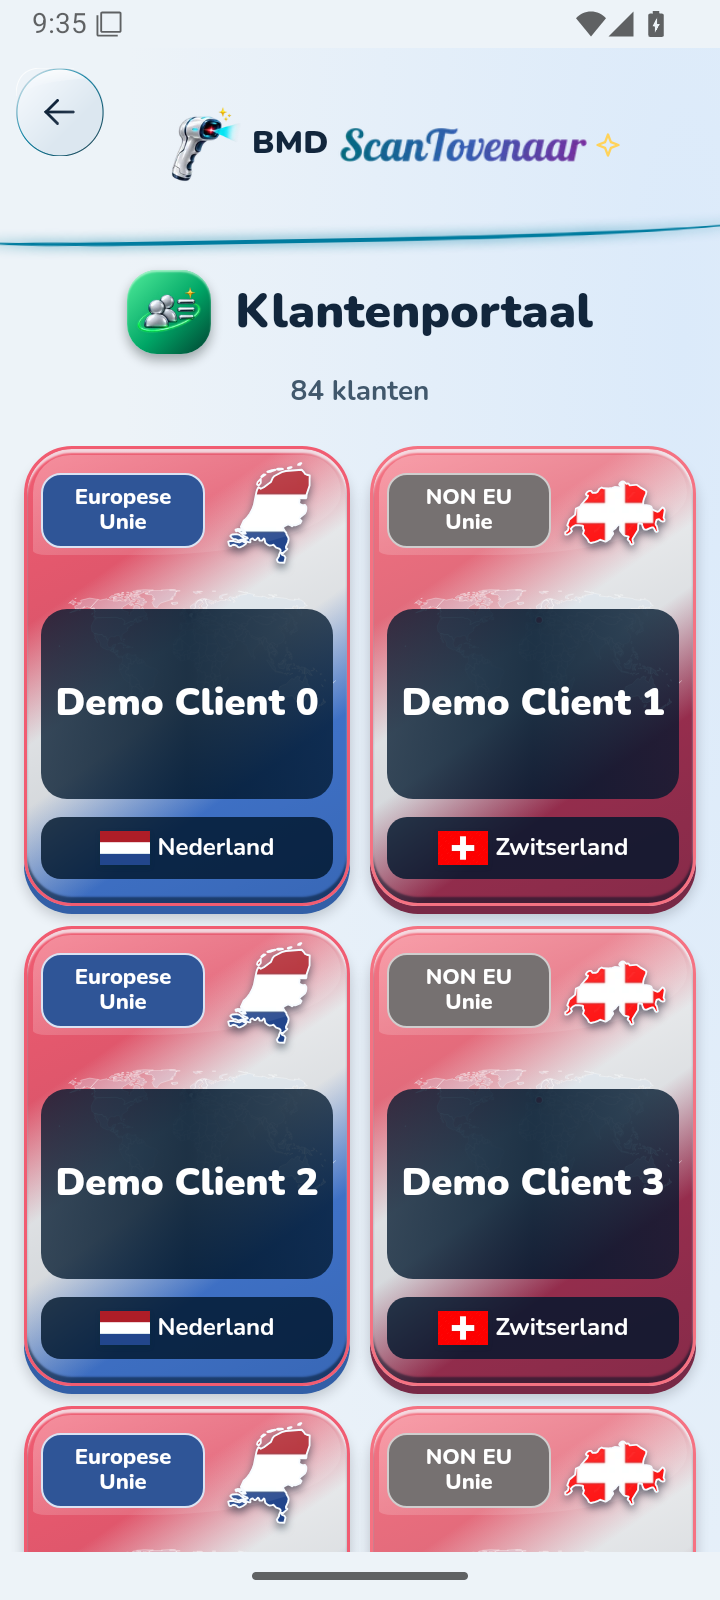 9:35
BMD ScanTovenaar
Klantenportaal
84 klanten
Europese
Unie
Demo Client 0
Nederland
NON EU
Unie
Demo Client 1
Zwitserland
Europese
Unie
Demo Client 2
Nederland
NON EU
Unie
Demo Client 3
Zwitserland
Europese
Unie
NON EU
Unie